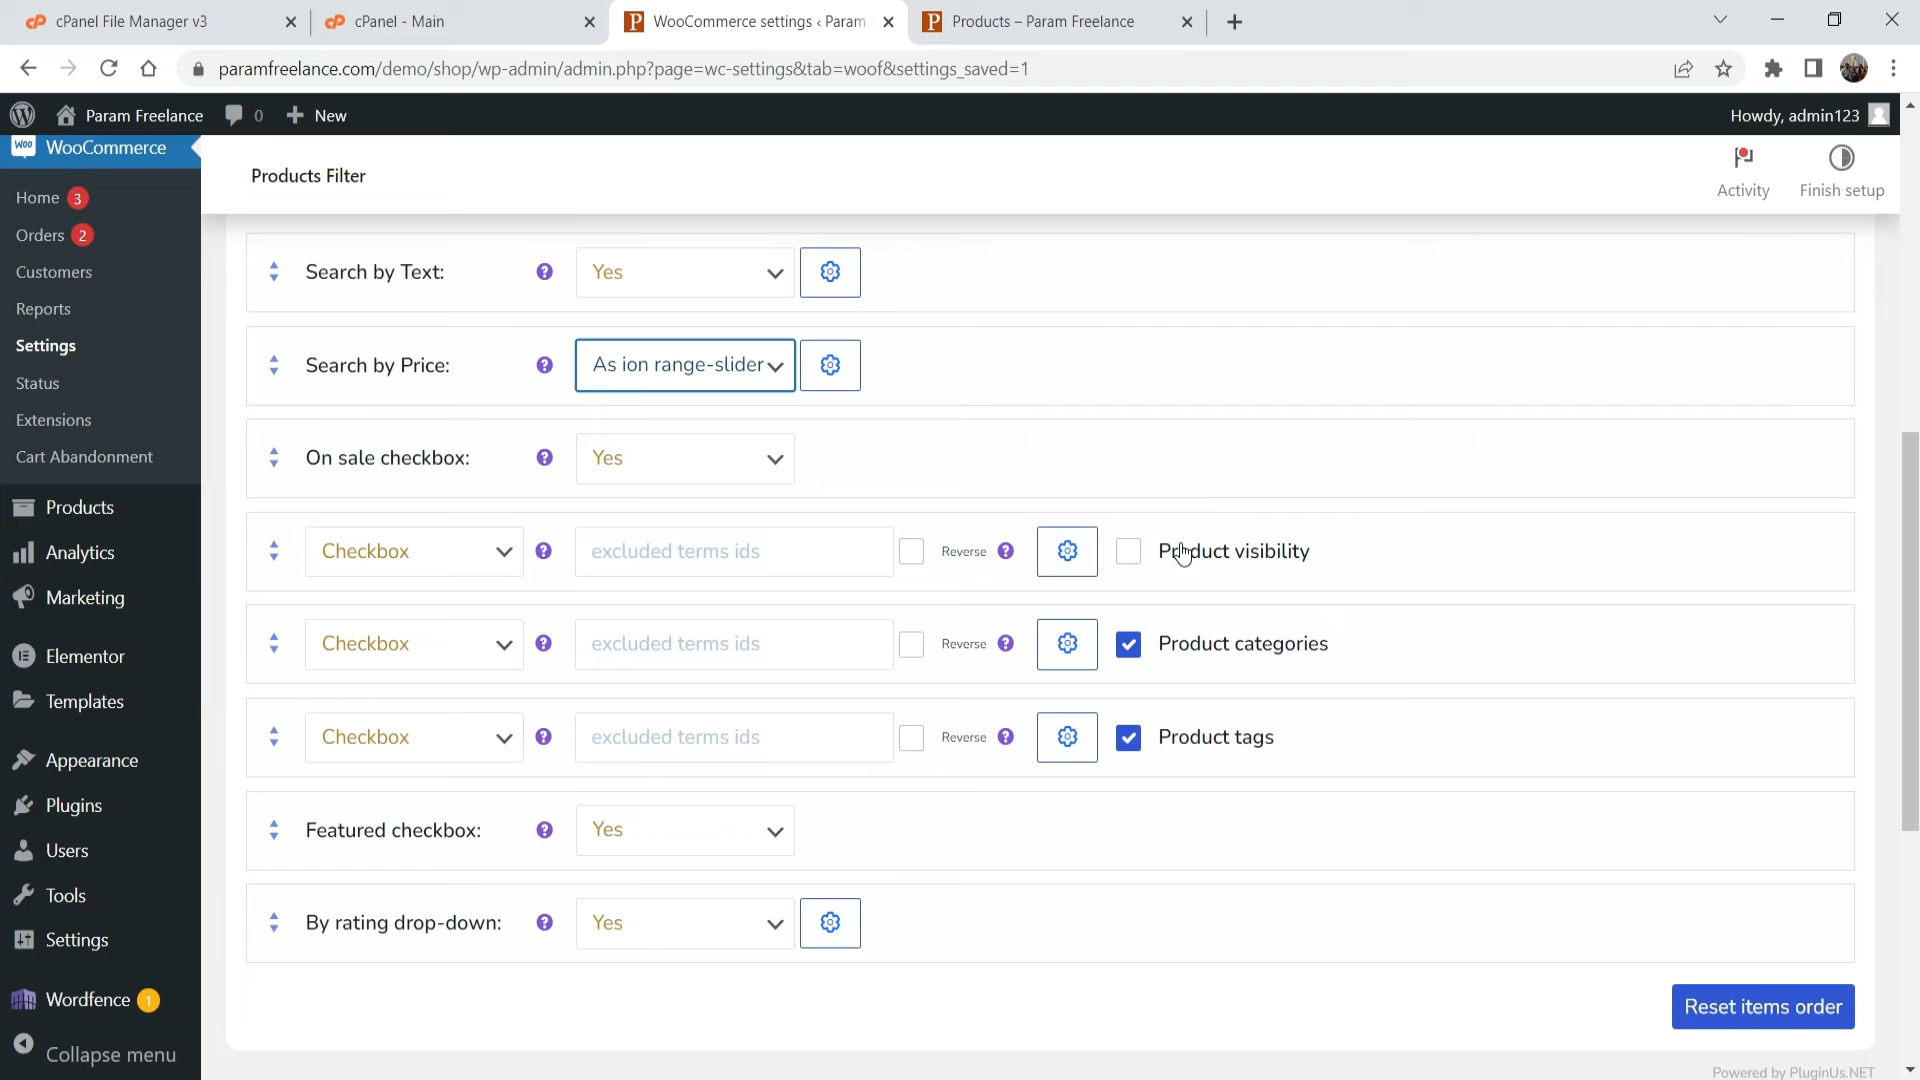 cPanel File Manager v3
cPanel - Main
WooCommerce settings ‹ Param
Products – Param Freelance
paramfreelance.com/demo/shop/wp-admin/admin.php?page=wc-settings&tab=woof&settings_saved=1
Param Freelance
0
New
Howdy, admin123
WooCommerce
Home 3
Orders 2
Customers
Reports
Settings
Status
Extensions
Cart Abandonment
Products
Analytics
Marketing
Elementor
Templates
Appearance
Plugins
Users
Tools
Settings
Wordfence 1
Collapse menu
Products Filter
Activity
Finish setup
Search by Text: ? Yes
Search by Price: ? As ion range-slider
On sale checkbox: ? Yes
Checkbox ? excluded terms ids Reverse ? Product visibility
Checkbox ? excluded terms ids Reverse ? Product categories
Checkbox ? excluded terms ids Reverse ? Product tags
Featured checkbox: ? Yes
By rating drop-down: ? Yes
Reset items order
Powered by PluginUs.NET